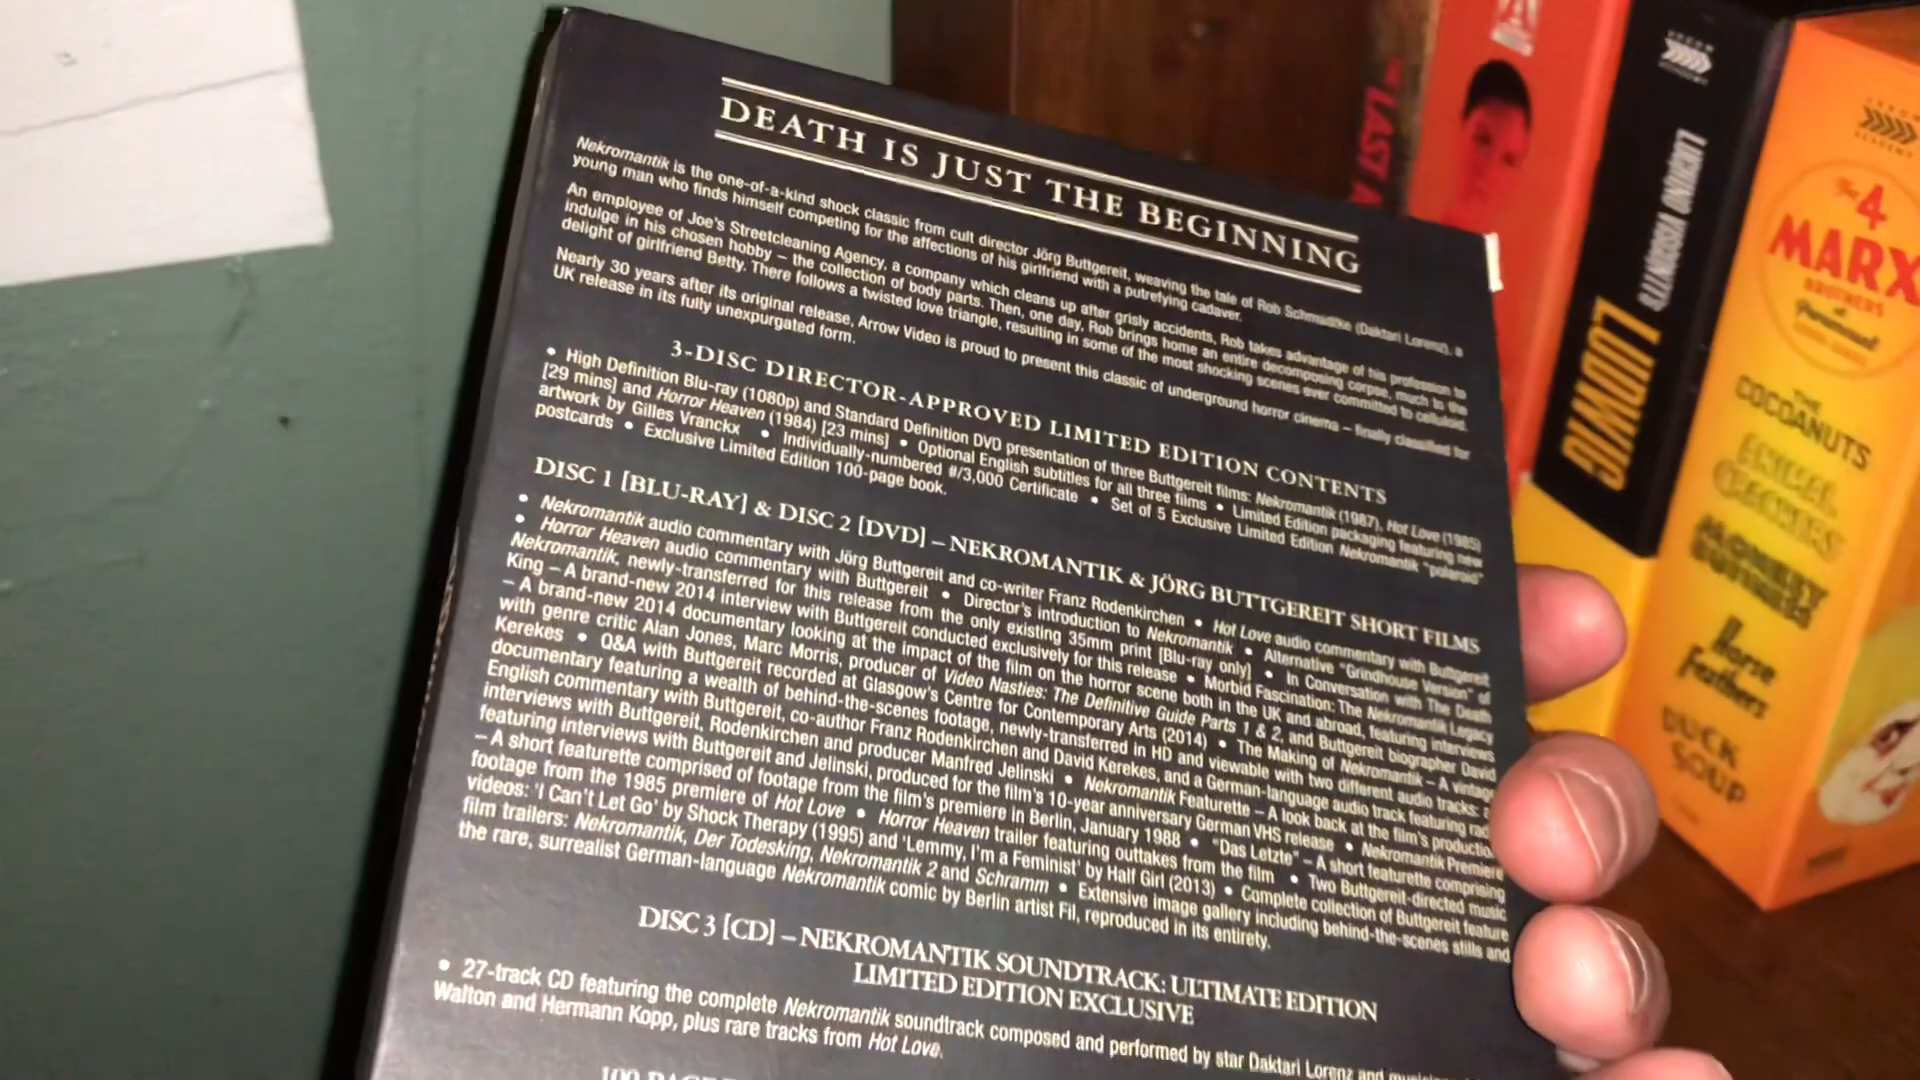 DEATH IS JUST THE BEGINNING
Nekromantik is the one-of-a-kind shock classic from cult director Jörg Buttgereit, weaving the tale of Rob Schmadtke (Daktari Lorenz), a
young man who finds himself competing for the affections of his girlfriend with a putrefying cadaver.
An employee of Joe's Streetcleaning Agency, a company which cleans up after grisly accidents, Rob takes advantage of his profession to
indulge in his chosen hobby – the collection of body parts. Then, one day, Rob brings home an entire decomposing corpse, much to the
delight of girlfriend Betty. There follows a twisted love triangle, resulting in some of the most shocking scenes ever committed to celluloid.
Nearly 30 years after its original release, Arrow Video is proud to present this classic of underground horror cinema – finally classified for
UK release in its fully unexpurgated form.
3-DISC DIRECTOR-APPROVED LIMITED EDITION CONTENTS
• High Definition Blu-ray (1080p) and Standard Definition DVD presentation of three Buttgereit films: Nekromantik (1987), Hot Love (1985)
[29 mins] and Horror Heaven (1984) [23 mins] • Optional English subtitles for all three films • Limited Edition packaging featuring new
artwork by Gilles Vranckx • Individually-numbered #/3,000 Certificate • Set of 5 Exclusive Limited Edition Nekromantik "polaroid"
postcards • Exclusive Limited Edition 100-page book.
DISC 1 [BLU-RAY] & DISC 2 [DVD] – NEKROMANTIK & JÖRG BUTTGEREIT SHORT FILMS
• Nekromantik audio commentary with Jörg Buttgereit and co-writer Franz Rodenkirchen • Hot Love audio commentary with Buttgereit
• Horror Heaven audio commentary with Buttgereit • Director's introduction to Nekromantik • Alternative "Grindhouse Version" of
Nekromantik, newly-transferred for this release from the only existing 35mm print [Blu-ray only] • In Conversation with The Death
King – A brand-new 2014 interview with Buttgereit conducted exclusively for this release • Morbid Fascination: The Nekromantik Legacy
– A brand-new 2014 documentary looking at the impact of the film on the horror scene both in the UK and abroad, featuring interviews
with genre critic Alan Jones, Marc Morris, producer of Video Nasties: The Definitive Guide Parts 1 & 2, and Buttgereit biographer David
Kerekes • Q&A with Buttgereit recorded at Glasgow's Centre for Contemporary Arts (2014) • The Making of Nekromantik – A vintage
documentary featuring a wealth of behind-the-scenes footage, newly-transferred in HD and viewable with two different audio tracks:
English commentary with Buttgereit, co-author Franz Rodenkirchen and David Kerekes, and a German-language audio track featuring
interviews with Buttgereit, Rodenkirchen and producer Manfred Jelinski • Nekromantik Featurette – A look back at the film's
featuring interviews with Buttgereit and Jelinski, produced for the film's 10-year anniversary German VHS release • Nekromantik Premiere
– A short featurette comprised of footage from the film's premiere in Berlin, January 1988 • "Das Letzte" – A short featurette comprising
footage from the 1985 premiere of Hot Love • Horror Heaven trailer featuring outtakes from the film • Two Buttgereit-directed music
videos: 'I Can't Let Go' by Shock Therapy (1995) and 'Lemmy, I'm a Feminist' by Half Girl (2013) • Complete collection of Buttgereit feature
film trailers: Nekromantik, Der Todesking, Nekromantik 2 and Schramm • Extensive image gallery including behind-the-scenes stills and
the rare, surrealist German-language Nekromantik comic by Berlin artist Fil, reproduced in its entirety.
DISC 3 [CD] – NEKROMANTIK SOUNDTRACK: ULTIMATE EDITION
LIMITED EDITION EXCLUSIVE
• 27-track CD featuring the complete Nekromantik soundtrack composed and performed by star Daktari Lorenz and
Walton and Hermann Kopp, plus rare tracks from Hot Love.
LAST
LUCHINO VISCONTI'S
LUDWIG
The 4
MARX
BROTHERS
at
Paramount
THE
COCOANUTS
ANIMAL
CRACKERS
MONKEY
BUSINESS
Horse
Feathers
DUCK
SOUP